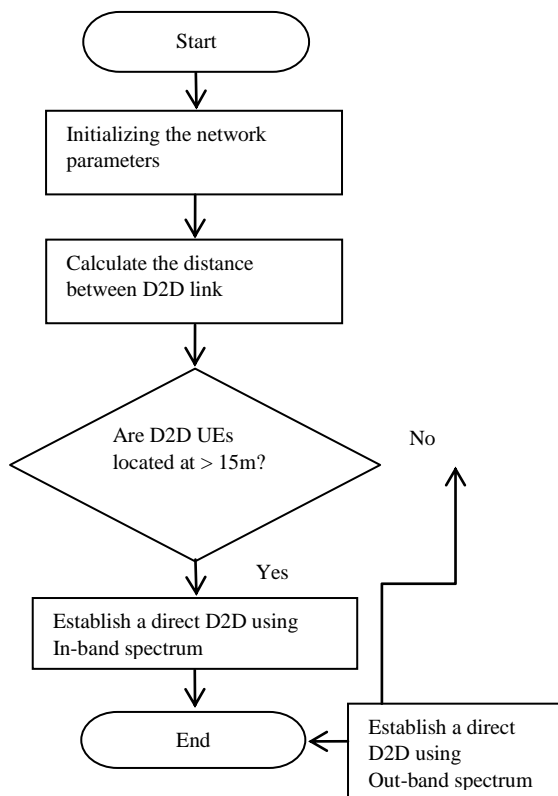 Start
Initializing the network
parameters
Calculate the distance
between D2D link
Are D2D UEs
located at > 15m?
No
Yes
Establish a direct D2D using
In-band spectrum
End
Establish a direct
D2D using
Out-band spectrum